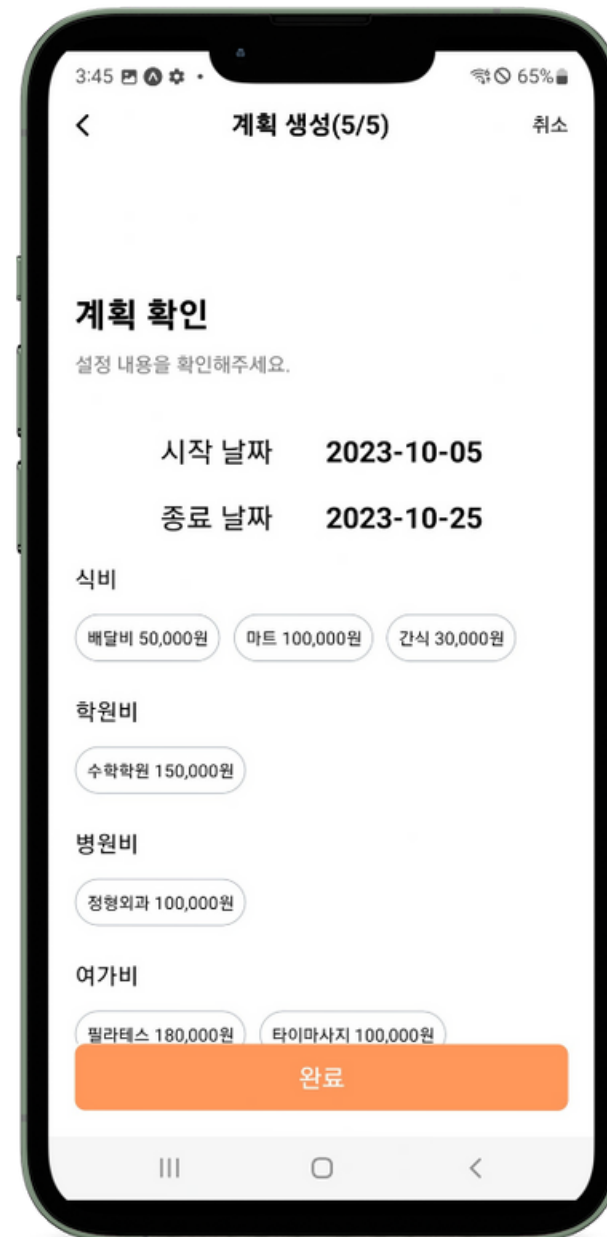 3:45 65%
계획 생성(5/5) 취소
계획 확인
설정 내용을 확인해주세요.
시작 날짜 2023-10-05
종료 날짜 2023-10-25
식비
배달비 50,000원 마트 100,000원 간식 30,000원
학원비
수학학원 150,000원
병원비
정형외과 100,000원
여가비
필라테스 180,000원 타이마사지 100,000원
완료